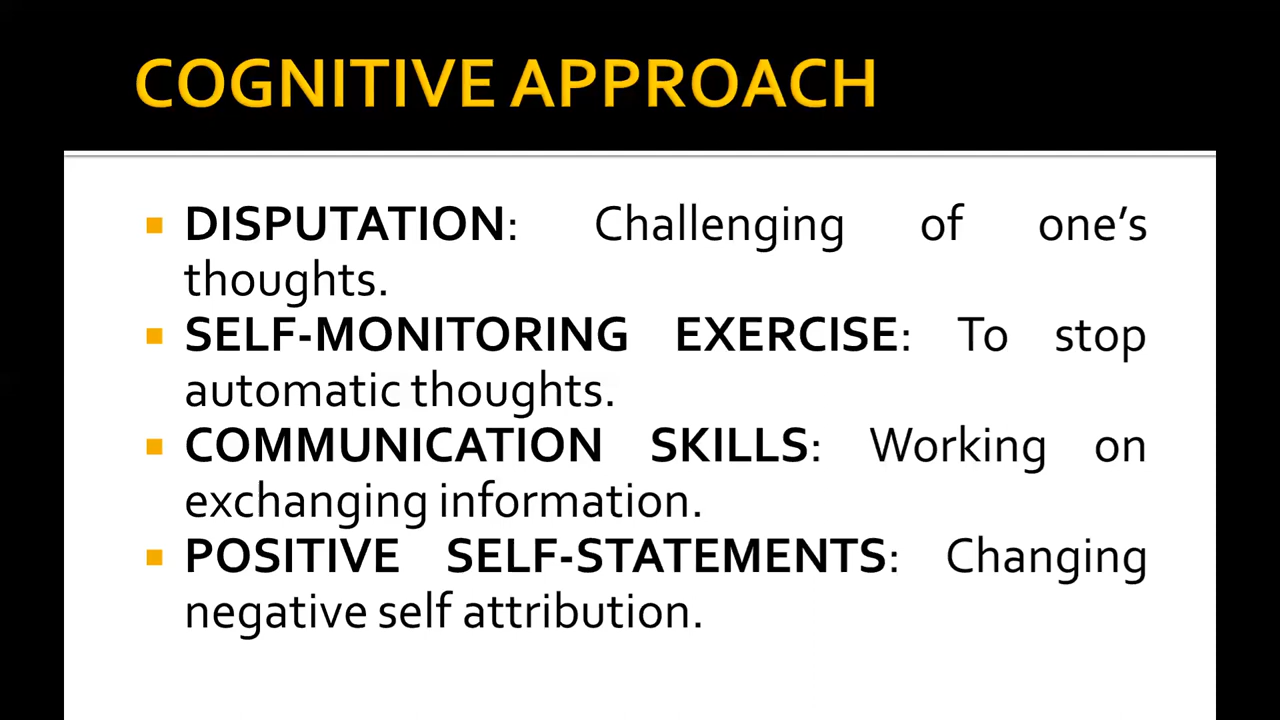 COGNITIVE APPROACH
DISPUTATION: Challenging of one’s
thoughts.
SELF-MONITORING EXERCISE: To stop
automatic thoughts.
COMMUNICATION SKILLS: Working on
exchanging information.
POSITIVE SELF-STATEMENTS: Changing
negative self attribution.